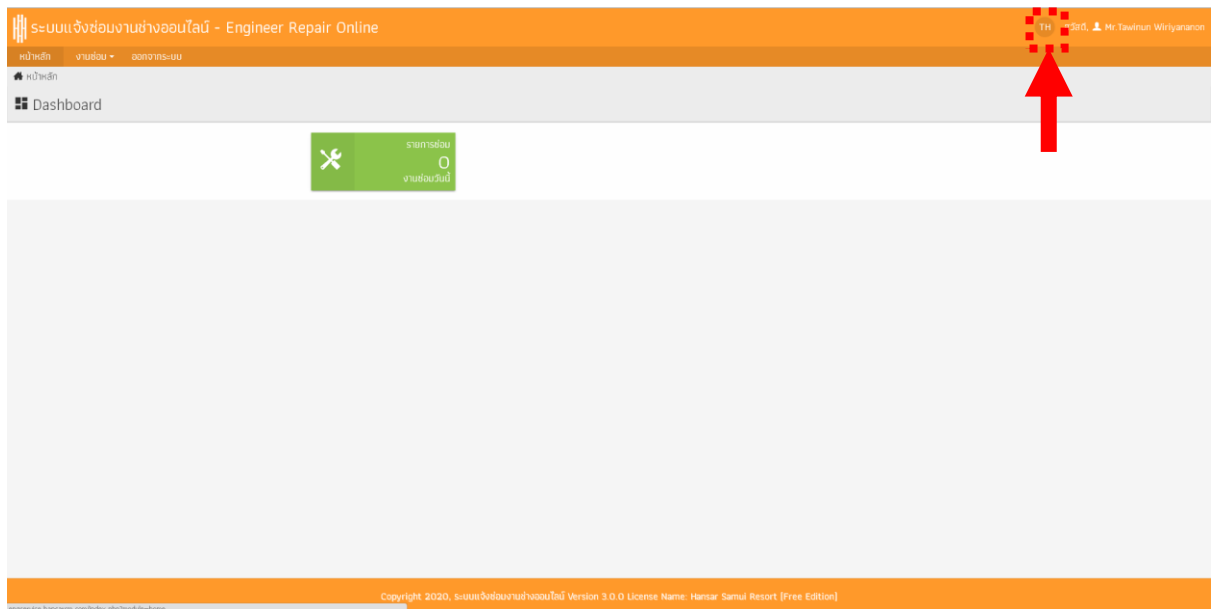 ระบบแจ้งซ่อมงานช่างออนไลน์ - Engineer Repair Online
TH สวัสดี, Mr.Tawinun Wiriyananon
หน้าหลัก งานซ่อม ออกจากระบบ
หน้าหลัก
Dashboard
รายการซ่อม
0
งานซ่อมวันนี้
Copyright 2020, ระบบแจ้งซ่อมงานช่างออนไลน์ Version 3.0.0 License Name: Hansar Samui Resort [Free Edition]